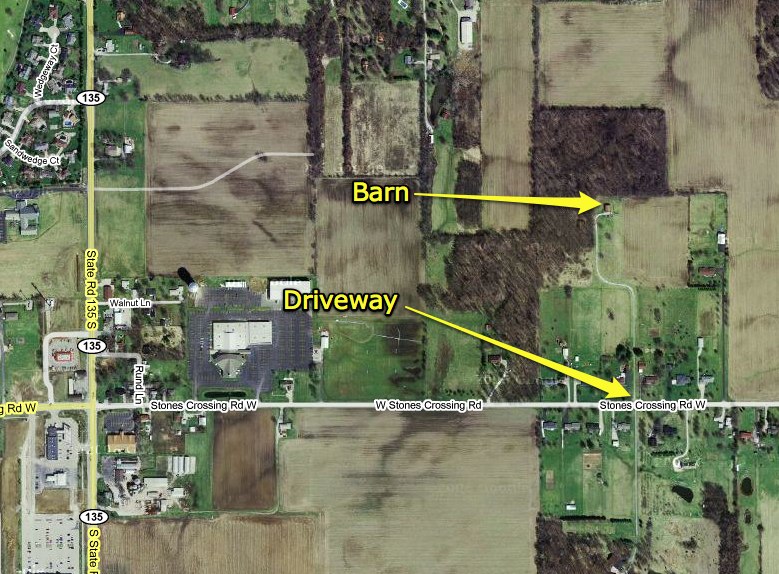 Wedgeway Ct
135
Sandwedge Ct
Barn
State Rd 135 S
Walnut Ln
Driveway
135
Rund Ln
g Rd W
Stones Crossing Rd W
W Stones Crossing Rd
Stones Crossing Rd W
135
S State R